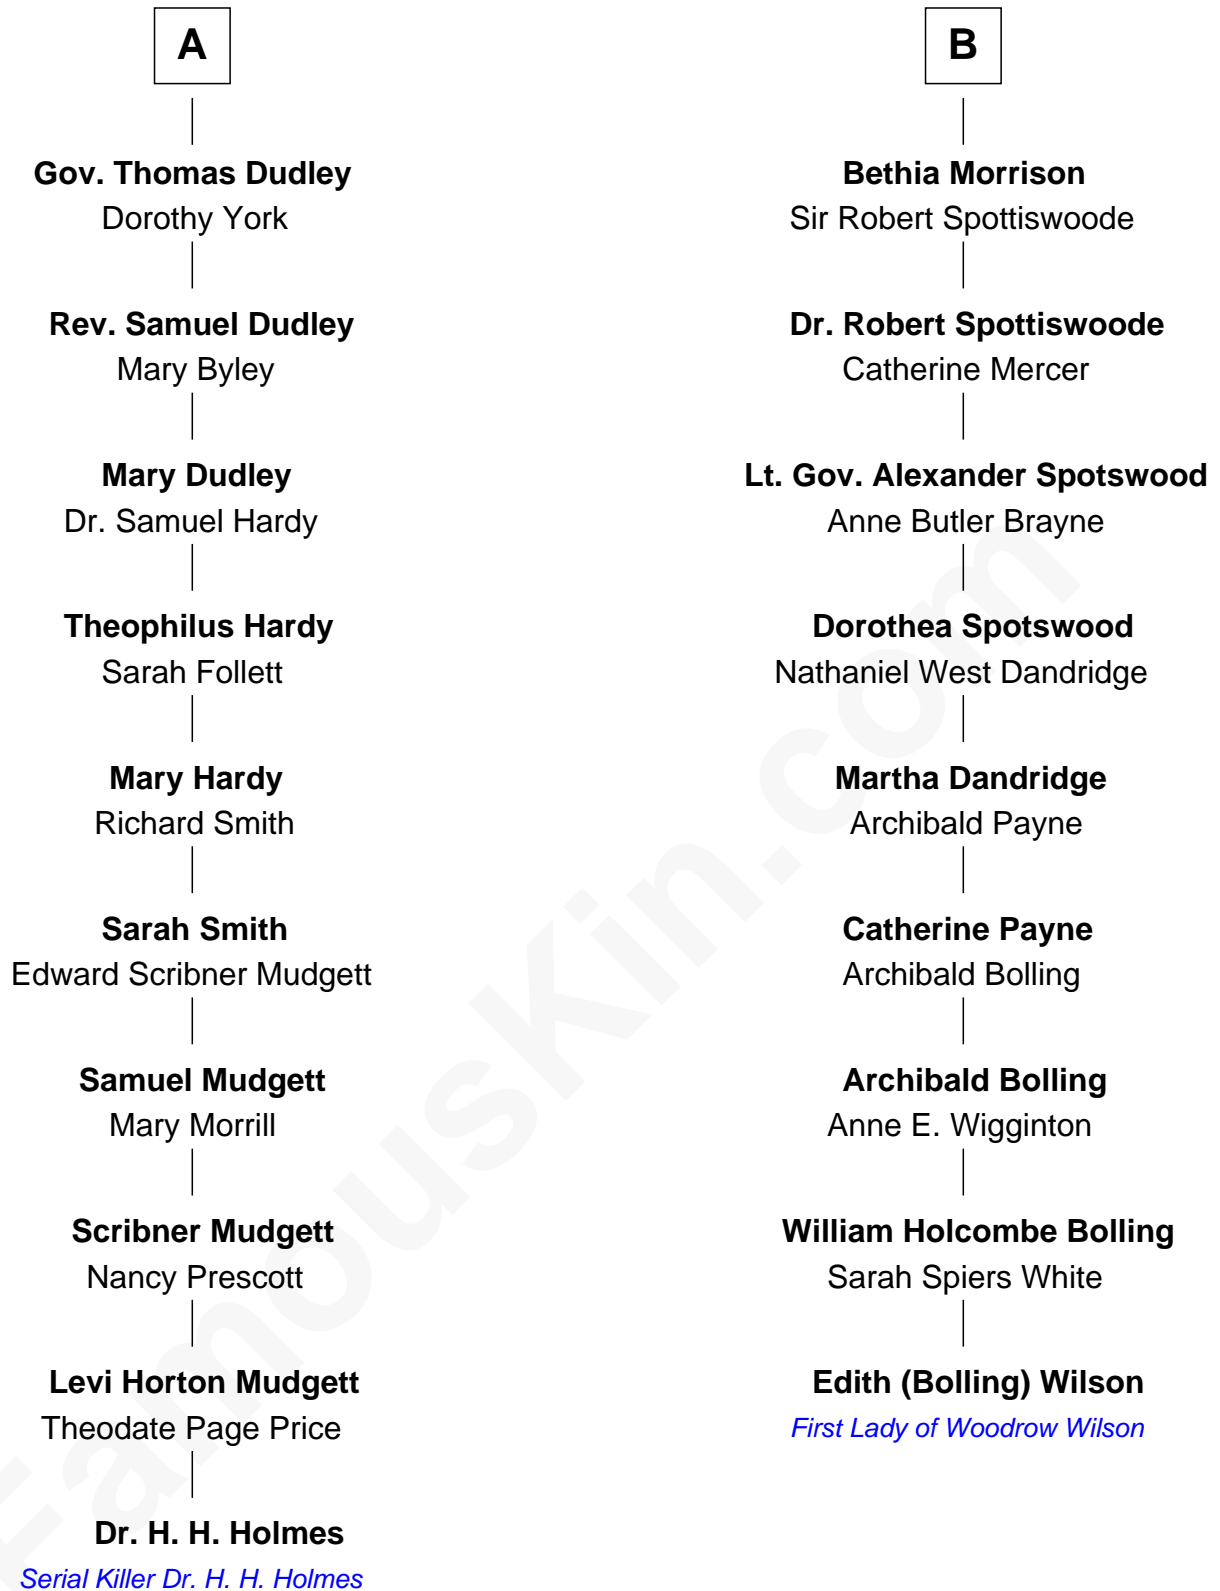 A
Gov. Thomas Dudley
Dorothy York
Rev. Samuel Dudley
Mary Byley
Mary Dudley
Dr. Samuel Hardy
Theophilus Hardy
Sarah Follett
Mary Hardy
Richard Smith
Sarah Smith
Edward Scribner Mudgett
Samuel Mudgett
Mary Morrill
Scribner Mudgett
Nancy Prescott
Levi Horton Mudgett
Theodate Page Price
Dr. H. H. Holmes
Serial Killer Dr. H. H. Holmes
B
Bethia Morrison
Sir Robert Spottiswoode
Dr. Robert Spottiswoode
Catherine Mercer
Lt. Gov. Alexander Spotswood
Anne Butler Brayne
Dorothea Spotswood
Nathaniel West Dandridge
Martha Dandridge
Archibald Payne
Catherine Payne
Archibald Bolling
Archibald Bolling
Anne E. Wigginton
William Holcombe Bolling
Sarah Spiers White
Edith (Bolling) Wilson
First Lady of Woodrow Wilson
FamousKin.com